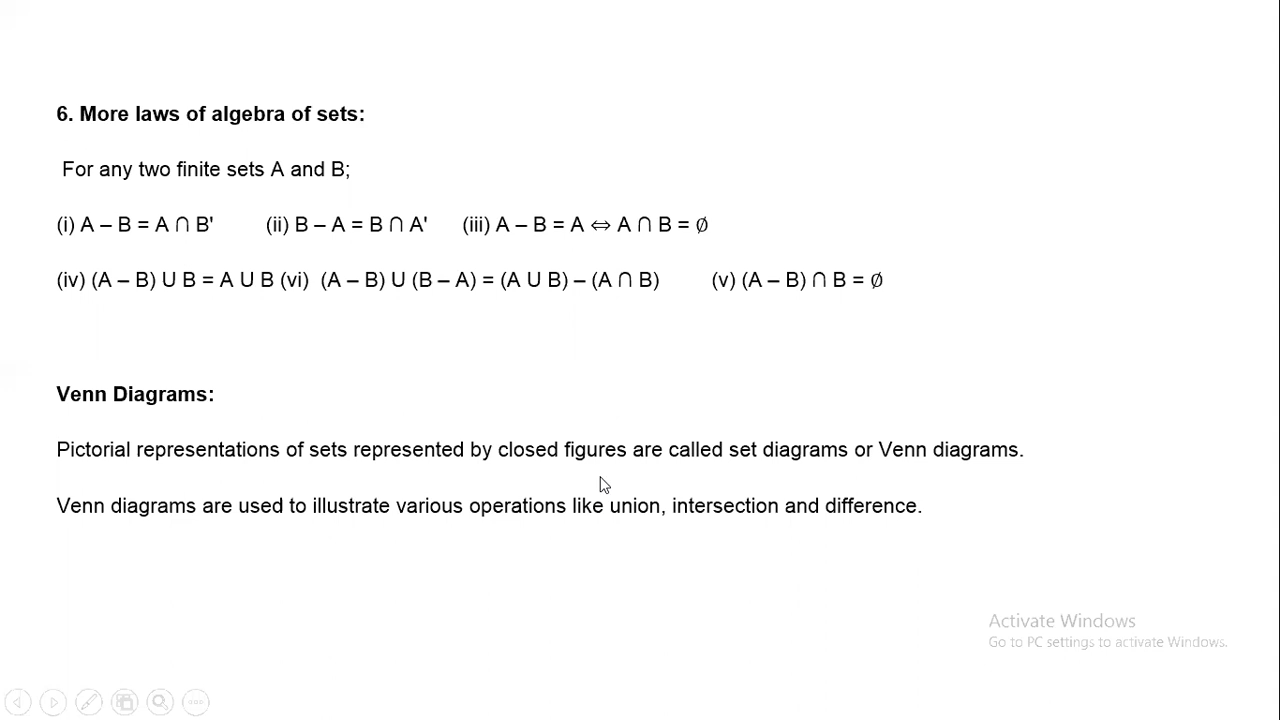 6. More laws of algebra of sets:
For any two finite sets A and B;
(i) A – B = A ∩ B' (ii) B – A = B ∩ A' (iii) A – B = A ⇔ A ∩ B = ∅
(iv) (A – B) U B = A U B (vi) (A – B) U (B – A) = (A U B) – (A ∩ B) (v) (A – B) ∩ B = ∅
Venn Diagrams:
Pictorial representations of sets represented by closed figures are called set diagrams or Venn diagrams.
Venn diagrams are used to illustrate various operations like union, intersection and difference.
Activate Windows
Go to PC settings to activate Windows.